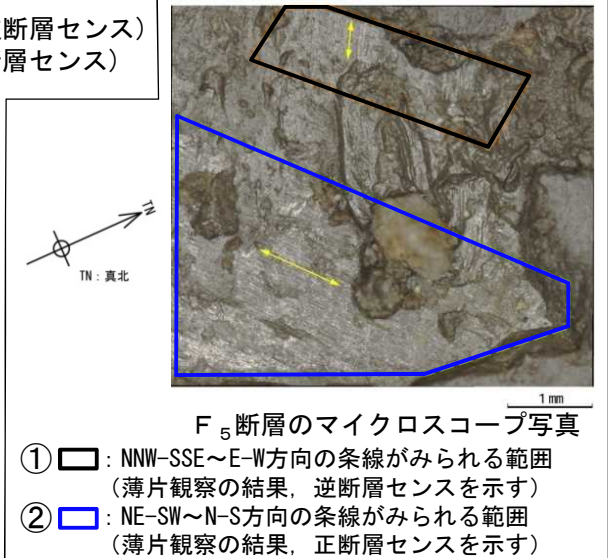 断層センス)
層センス)
TN
TN：真北
1 mm
F5断層のマイクロスコープ写真
①：NNW-SSE～E-W方向の条線がみられる範囲
(薄片観察の結果，逆断層センスを示す)
②：NE-SW～N-S方向の条線がみられる範囲
(薄片観察の結果，正断層センスを示す)